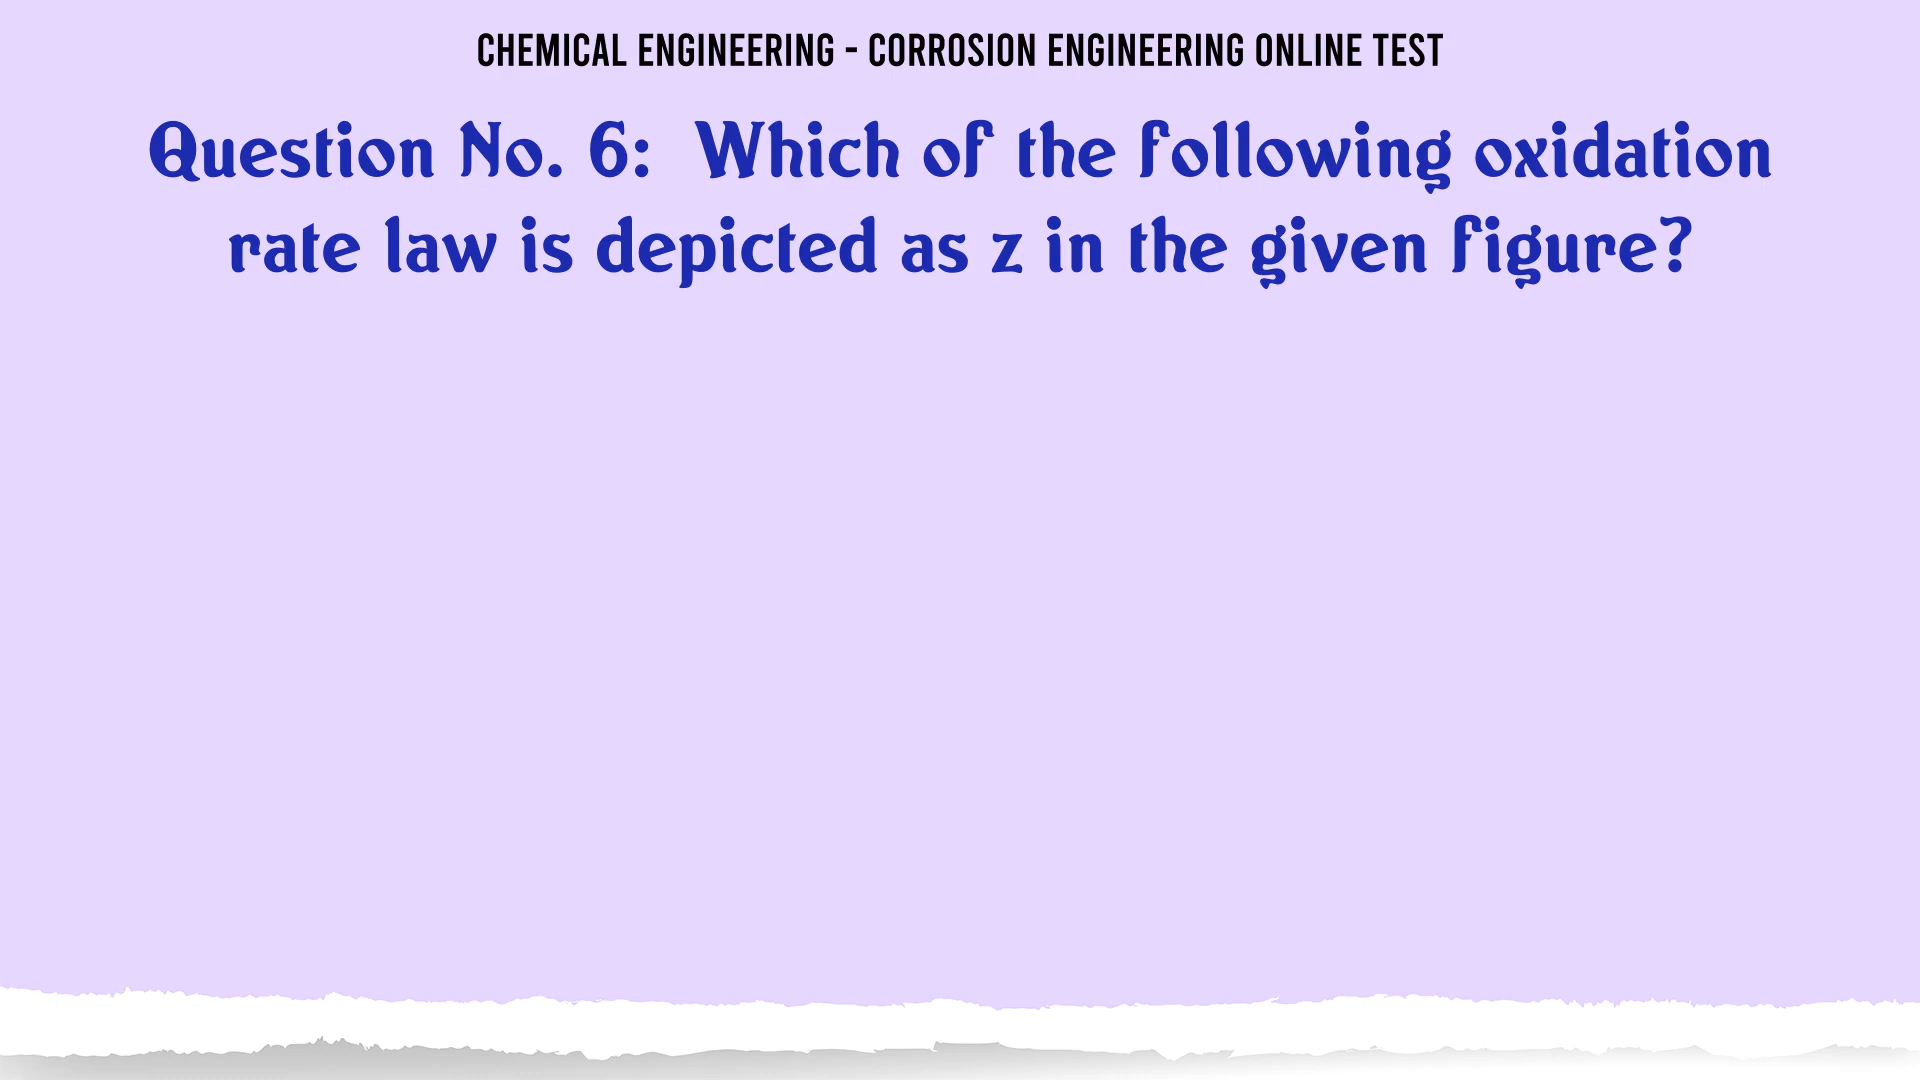 CHEMICAL ENGINEERING - CORROSION ENGINEERING ONLINE TEST
Question No. 6: Which of the following oxidation
rate law is depicted as z in the given figure?